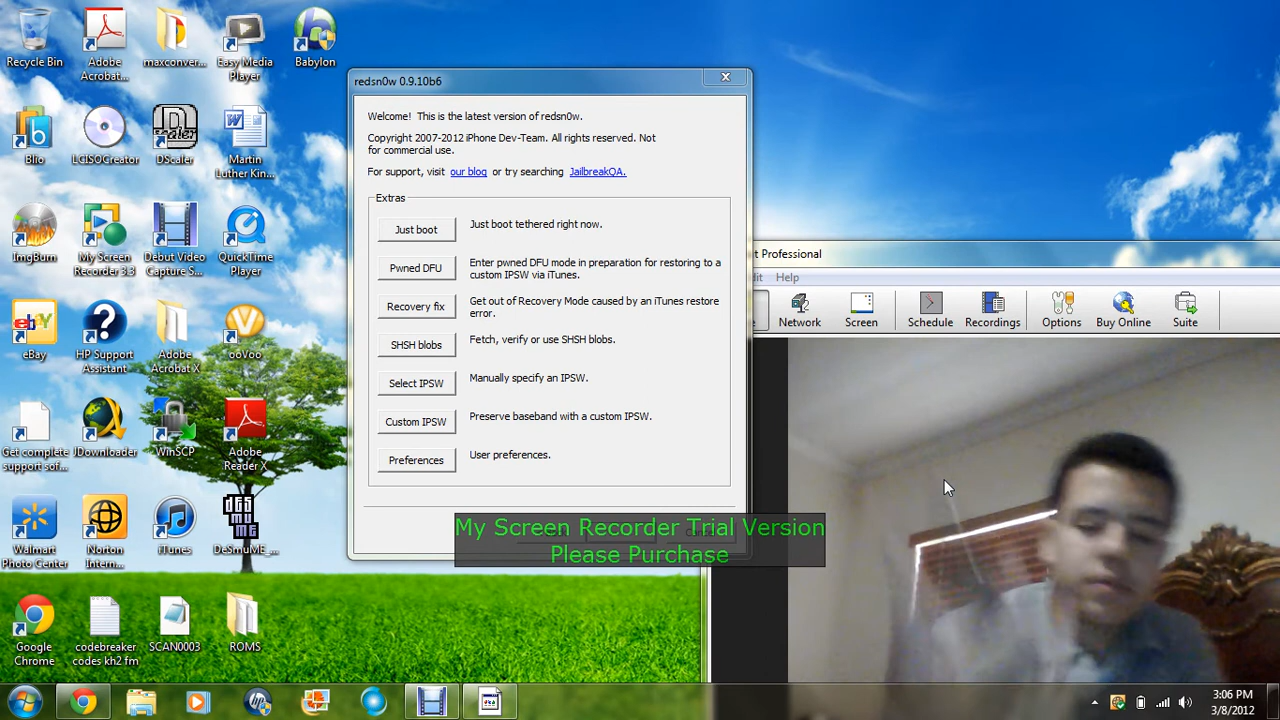 Recycle Bin
Adobe
Acrobat...
maxconver...
Easy Media
Player
Babylon
Blio
LCISOCreator
DScaler
Martin
Luther Kin...
ImgBurn
My Screen
Recorder 3.3
Debut Video
Capture S...
QuickTime
Player
eBay
HP Support
Assistant
Adobe
Acrobat X
ooVoo
Get complete
support sof...
JDownloader
WinSCP
Adobe
Reader X
Walmart
Photo Center
Norton
Intern...
iTunes
DeSmuME_...
Google
Chrome
codebreaker
codes kh2 fm
SCAN0003
ROMS
redsn0w 0.9.10b6
Welcome! This is the latest version of redsn0w.
Copyright 2007-2012 iPhone Dev-Team. All rights reserved. Not
for commercial use.
For support, visit our blog or try searching JailbreakQA.
Extras
Just boot
Just boot tethered right now.
Pwned DFU
Enter pwned DFU mode in preparation for restoring to a
custom IPSW via iTunes.
Recovery fix
Get out of Recovery Mode caused by an iTunes restore
error.
SHSH blobs
Fetch, verify or use SHSH blobs.
Select IPSW
Manually specify an IPSW.
Custom IPSW
Preserve baseband with a custom IPSW.
Preferences
User preferences.
My Screen Recorder Trial Version
Please Purchase
Professional
Help
Network
Screen
Schedule
Recordings
Options
Buy Online
Suite
3:06 PM
3/8/2012